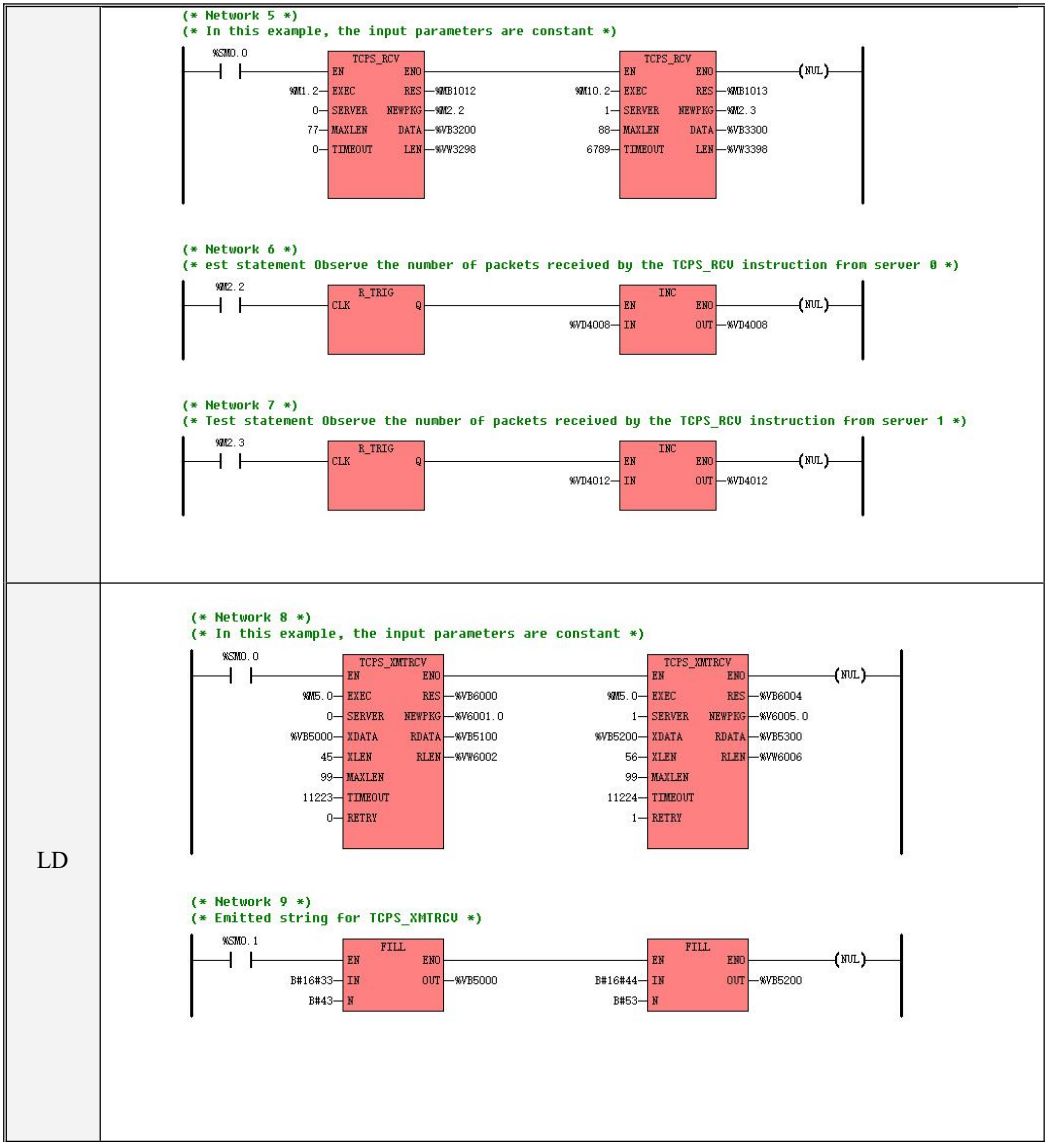 (* Network 5 *)
(* In this example, the input parameters are constant *)
%SM0.0 TCPS_RCV TCPS_RCV
EN ENO EN ENO (NUL)
%M1.2 EXEC RES %MB1012 %M10.2 EXEC RES %MB1013
0 SERVER NEWPKG %M2.2 1 SERVER NEWPKG %M2.3
77 MAXLEN DATA %VB3200 88 MAXLEN DATA %VB3300
0 TIMEOUT LEN %VW3298 6789 TIMEOUT LEN %VW3398
(* Network 6 *)
(* est statement Observe the number of packets received by the TCPS_RCV instruction from server 0 *)
%M2.2 R_TRIG INC
CLK Q EN ENO (NUL)
%VD4008 IN OUT %VD4008
(* Network 7 *)
(* Test statement Observe the number of packets received by the TCPS_RCV instruction from server 1 *)
%M2.3 R_TRIG INC
CLK Q EN ENO (NUL)
%VD4012 IN OUT %VD4012
LD
(* Network 8 *)
(* In this example, the input parameters are constant *)
%SM0.0 TCPS_XMTRCV TCPS_XMTRCV
EN ENO EN ENO (NUL)
%M5.0 EXEC RES %VB6000 %M5.0 EXEC RES %VB6004
0 SERVER NEWPKG %V6001.0 1 SERVER NEWPKG %V6005.0
%VB5000 XDATA RDATA %VB5100 %VB5200 XDATA RDATA %VB5300
45 XLEN RLEN %VW6002 56 XLEN RLEN %VW6006
99 MAXLEN 99 MAXLEN
11223 TIMEOUT 11224 TIMEOUT
0 RETRY 1 RETRY
(* Network 9 *)
(* Emitted string for TCPS_XMTRCV *)
%SM0.1 FILL FILL
EN ENO EN ENO (NUL)
B#16#33 IN OUT %VB5000 B#16#44 IN OUT %VB5200
B#43 N B#53 N